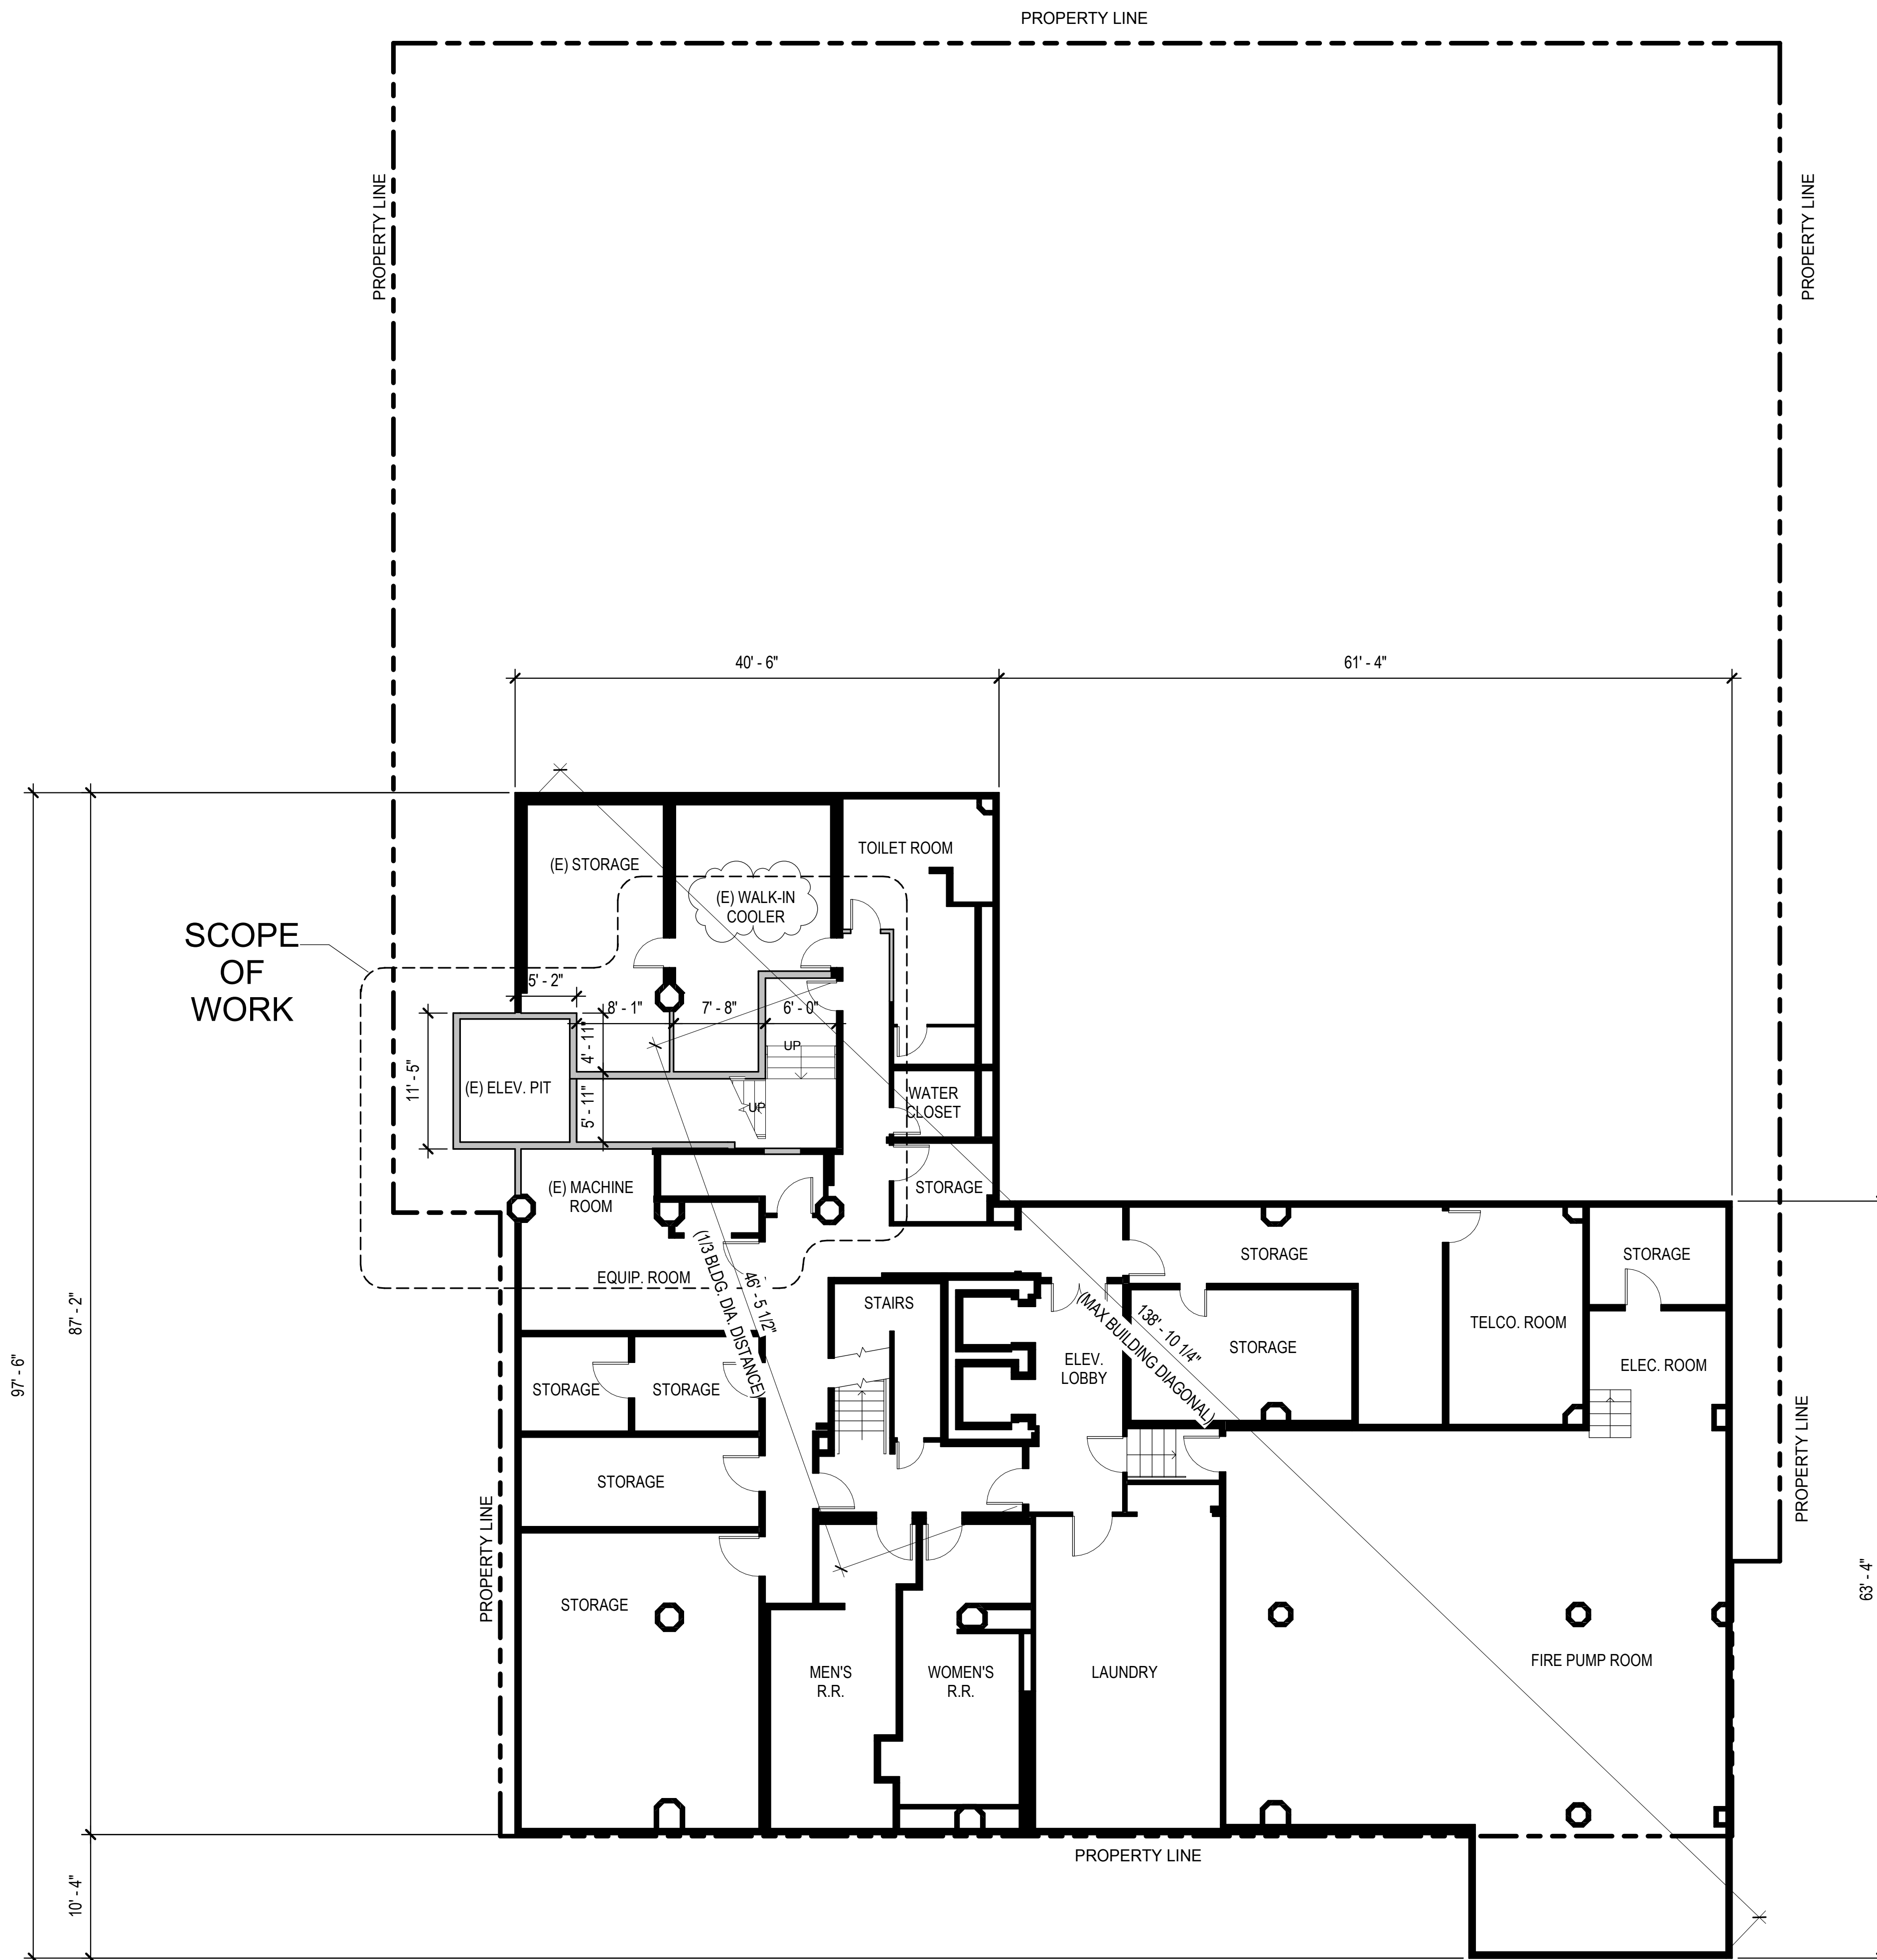 PROPERTY LINE
PROPERTY LINE
PROPERTY LINE
40' - 6"
61' - 4"
TOILET ROOM
(E) STORAGE
(E) WALK-IN
COOLER
SCOPE
OF
WORK
5' - 2"
8' - 1"
7' - 8"
6' - 0"
4' - 11"
UP
11' - 5"
(E) ELEV. PIT
5' - 11"
UP
WATER
CLOSET
(E) MACHINE
ROOM
STORAGE
EQUIP. ROOM
46' - 5 1/2"
(1/3 BLDG. DIA. DISTANCE)
STORAGE
STORAGE
STAIRS
138' - 10 1/4"
(MAX BUILDING DIAGONAL)
TELCO. ROOM
STORAGE
ELEV.
LOBBY
ELEC. ROOM
87' - 2"
97' - 6"
STORAGE
STORAGE
STORAGE
PROPERTY LINE
PROPERTY LINE
63' - 4"
STORAGE
MEN'S
R.R.
WOMEN'S
R.R.
LAUNDRY
FIRE PUMP ROOM
PROPERTY LINE
10' - 4"